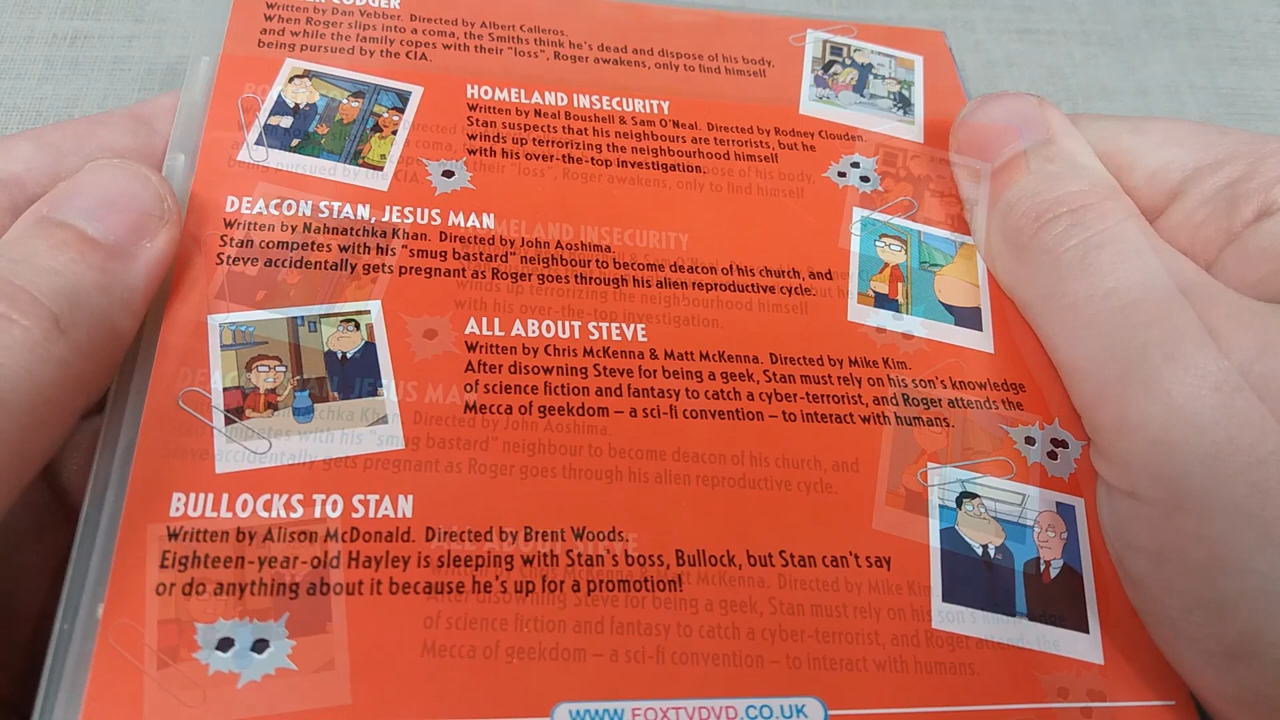 CODGER
Written by Dan Vebber. Directed by Albert Calleros.
When Roger slips into a coma, the Smiths think he's dead and dispose of his body,
and while the family copes with their "loss", Roger awakens, only to find himself
being pursued by the CIA.
HOMELAND INSECURITY
Written by Neal Boushell & Sam O'Neal. Directed by Rodney Clouden.
Stan suspects that his neighbours are terrorists, but he
winds up terrorizing the neighbourhood himself
with his over-the-top investigation.
DEACON STAN, JESUS MAN
Written by Nahnatchka Khan. Directed by John Aoshima.
Stan competes with his "smug bastard" neighbour to become deacon of his church, and
Steve accidentally gets pregnant as Roger goes through his alien reproductive cycle.
ALL ABOUT STEVE
Written by Chris McKenna & Matt McKenna. Directed by Mike Kim.
After disowning Steve for being a geek, Stan must rely on his son's knowledge
of science fiction and fantasy to catch a cyber-terrorist, and Roger attends the
Mecca of geekdom – a sci-fi convention – to interact with humans.
BULLOCKS TO STAN
Written by Alison McDonald. Directed by Brent Woods.
Eighteen-year-old Hayley is sleeping with Stan's boss, Bullock, but Stan can't say
or do anything about it because he's up for a promotion!
WWW.FOXTVDVD.CO.UK